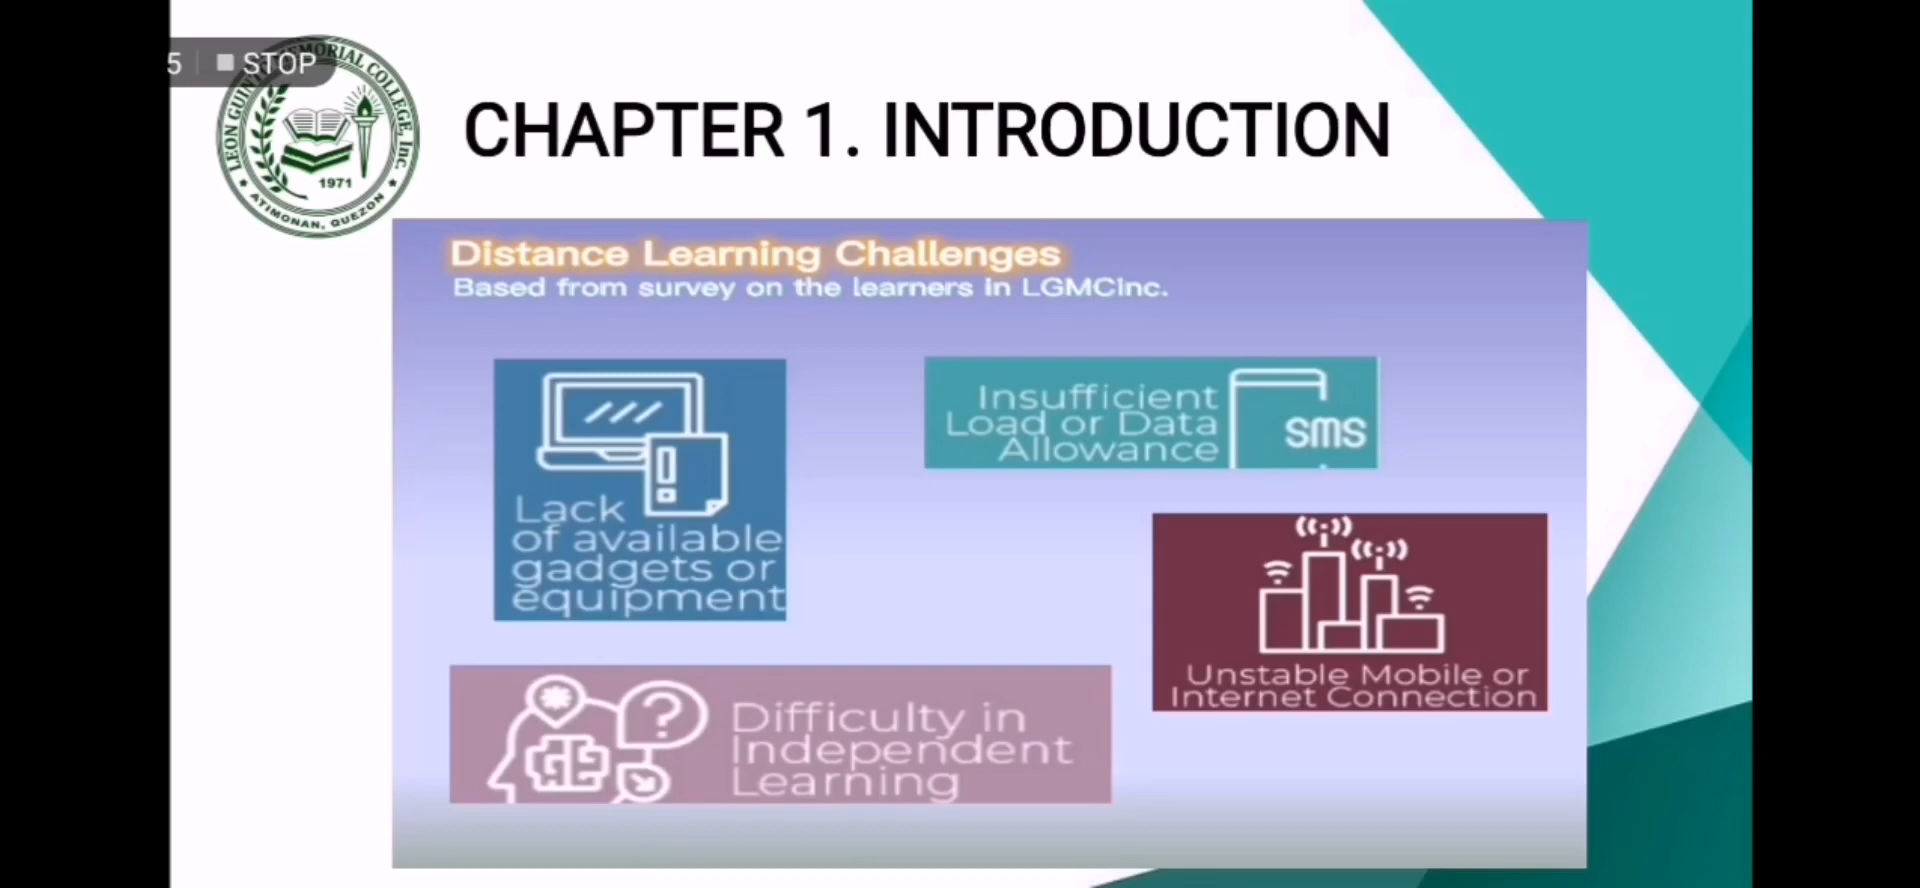 5 STOP
LEON GUIN MEMORIAL COLLEGE, Inc.
1971
ATIMONAN, QUEZON
CHAPTER 1. INTRODUCTION
Distance Learning Challenges
Based from survey on the learners in LGMCInc.
Insufficient
Load or Data
Allowance
sms
Lack
of available
gadgets or
equipment
Unstable Mobile or
Internet Connection
Difficulty in
Independent
Learning